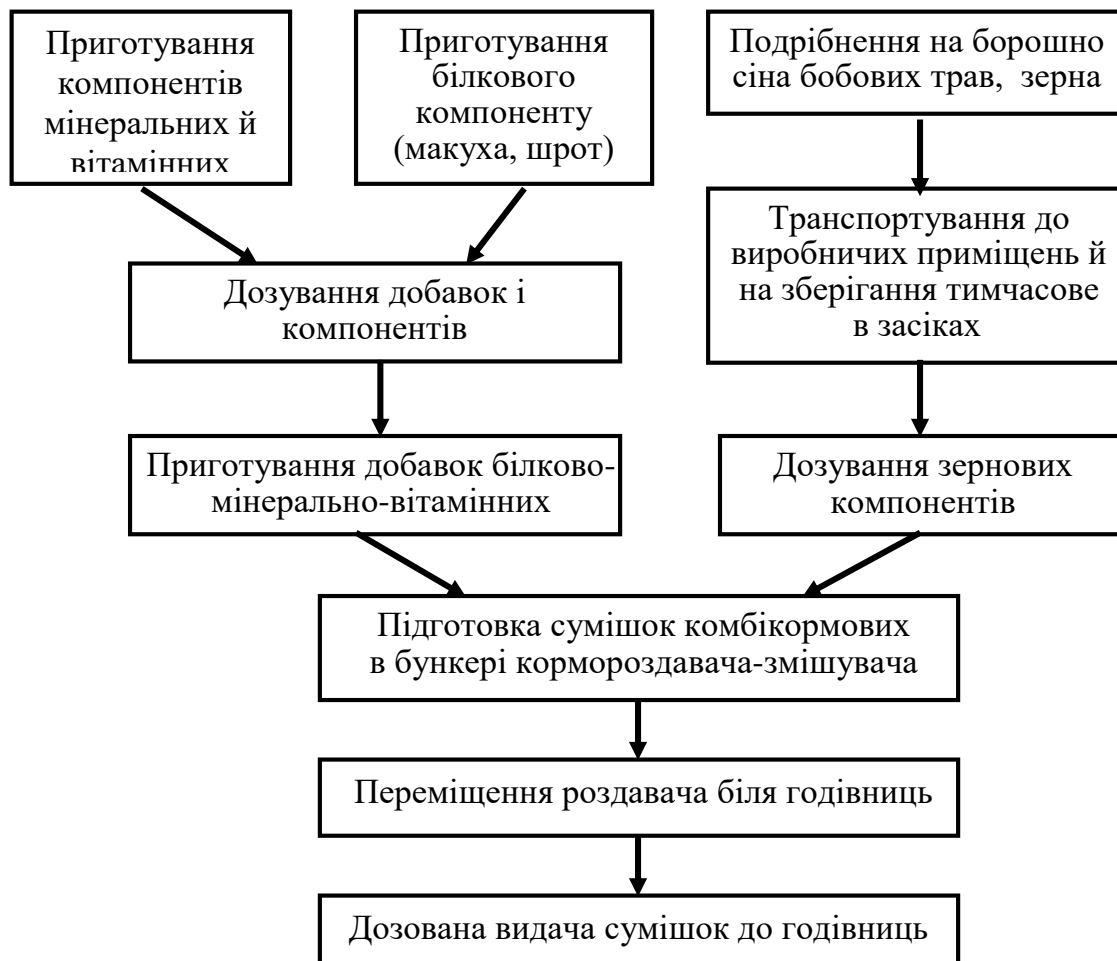 Приготування
компонентів
мінеральних й
вітамінних
Приготування
білкового
компоненту
(макуха, шрот)
Подрібнення на борошно
сіна бобових трав, зерна
Транспортування до
виробничих приміщень й
на зберігання тимчасове
в засіках
Дозування добавок і
компонентів
Приготування добавок білково-
мінерально-вітамінних
Дозування зернових
компонентів
Підготовка сумішок комбікормових
в бункері кормороздавача-змішувача
Переміщення роздавача біля годівниць
Дозована видача сумішок до годівниць